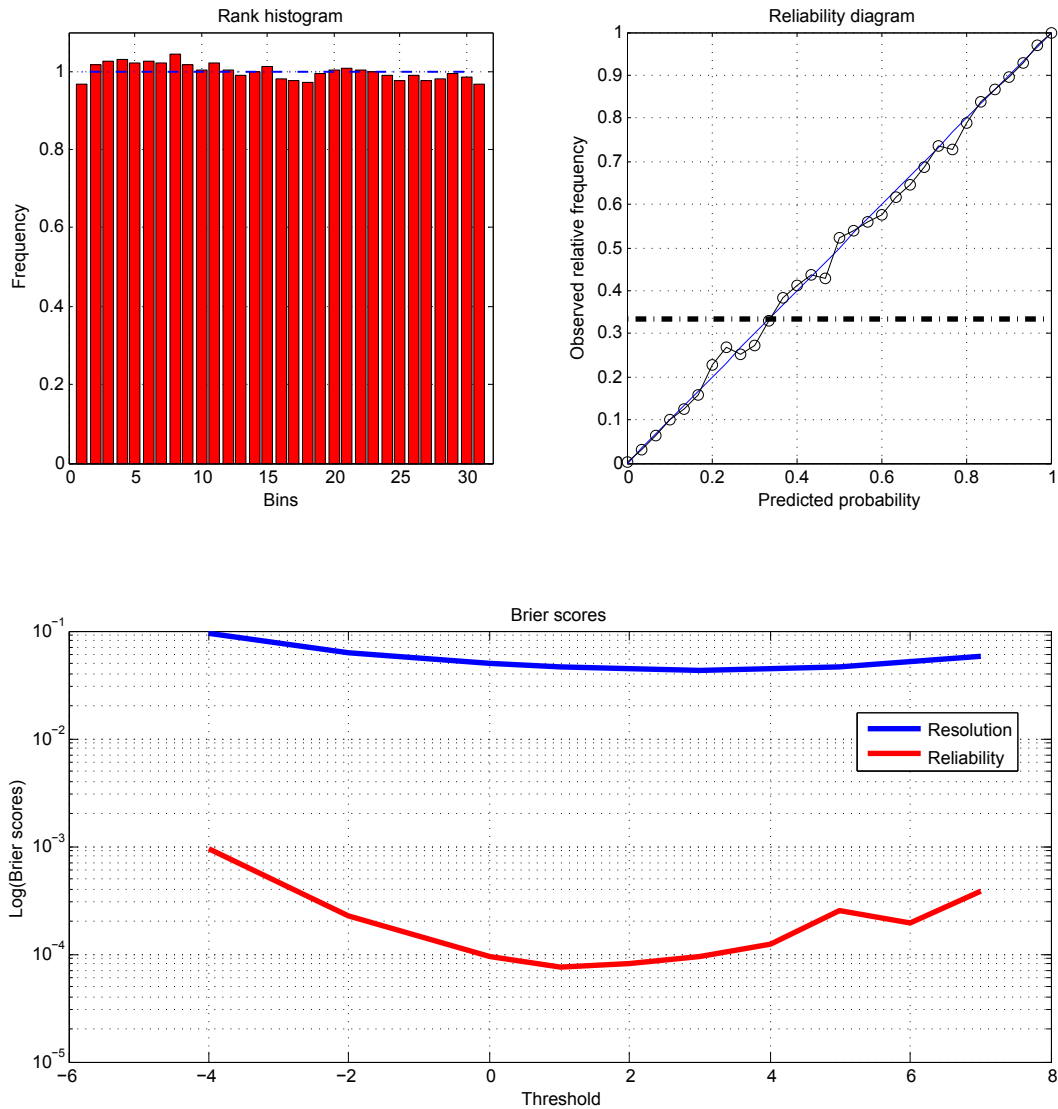 Rank histogram
Frequency
1
0.8
0.6
0.4
0.2
0
0 5 10 15 20 25 30
Bins
Reliability diagram
Observed relative frequency
1
0.9
0.8
0.7
0.6
0.5
0.4
0.3
0.2
0.1
0
0 0.2 0.4 0.6 0.8 1
Predicted probability
Brier scores
Log(Brier scores)
10^−1
10^−2
10^−3
10^−4
10^−5
−6 −4 −2 0 2 4 6 8
Threshold
Resolution
Reliability